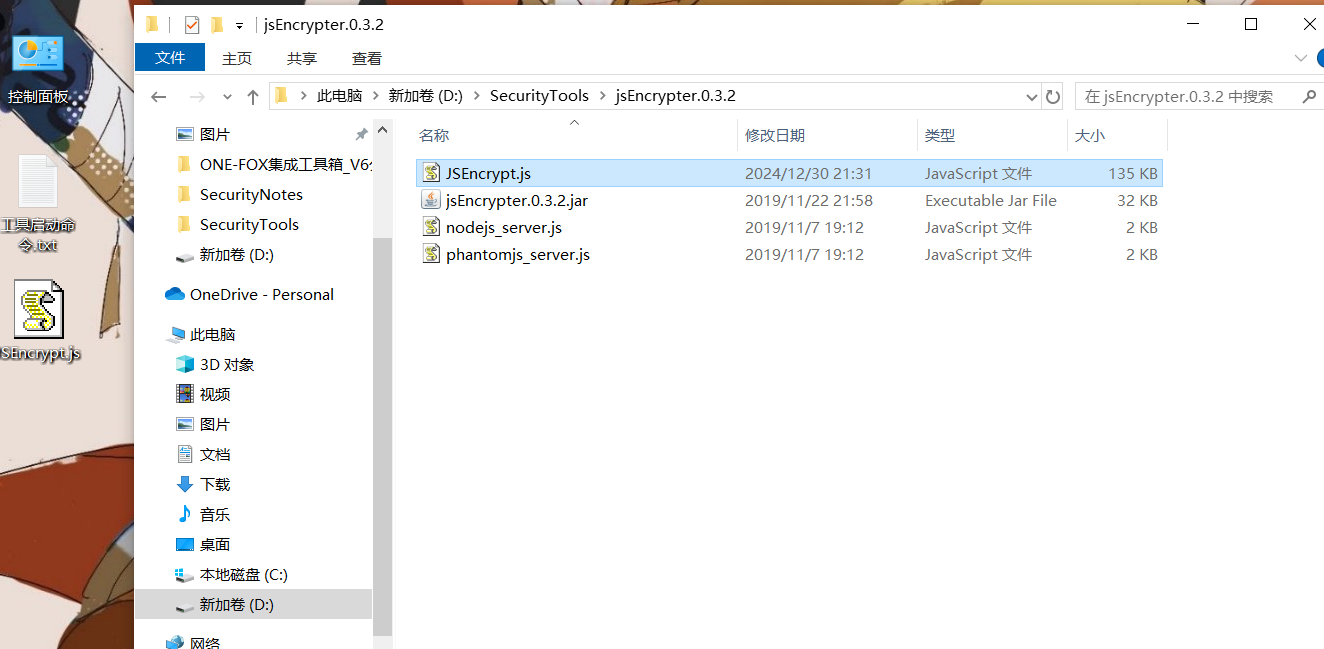 jsEncrypter.0.3.2
文件 主页 共享 查看
此电脑 新加卷 (D:) SecurityTools jsEncrypter.0.3.2
在 jsEncrypter.0.3.2 中搜索
控制面板
工具启动命
令.txt
SEncrypt.js
图片
ONE-FOX集成工具箱_V6
SecurityNotes
SecurityTools
新加卷 (D:)
OneDrive - Personal
此电脑
3D 对象
视频
图片
文档
下载
音乐
桌面
本地磁盘 (C:)
新加卷 (D:)
网络
名称 修改日期 类型 大小
JSEncrypt.js 2024/12/30 21:31 JavaScript 文件 135 KB
jsEncrypter.0.3.2.jar 2019/11/22 21:58 Executable Jar File 32 KB
nodejs_server.js 2019/11/7 19:12 JavaScript 文件 2 KB
phantomjs_server.js 2019/11/7 19:12 JavaScript 文件 2 KB